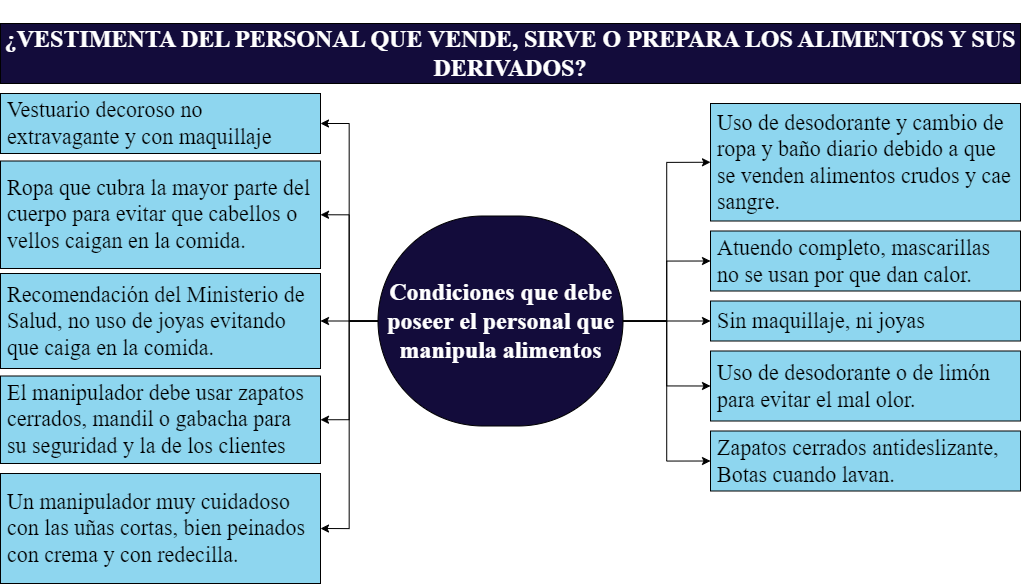 ¿VESTIMENTA DEL PERSONAL QUE VENDE, SIRVE O PREPARA LOS ALIMENTOS Y SUS
DERIVADOS?
Vestuario decoroso no
extravagante y con maquillaje
Ropa que cubra la mayor parte del
cuerpo para evitar que cabellos o
vellos caigan en la comida.
Recomendación del Ministerio de
Salud, no uso de joyas evitando
que caiga en la comida.
El manipulador debe usar zapatos
cerrados, mandil o gabacha para
su seguridad y la de los clientes
Un manipulador muy cuidadoso
con las uñas cortas, bien peinados
con crema y con redecilla.
Condiciones que debe
poseer el personal que
manipula alimentos
Uso de desodorante y cambio de
ropa y baño diario debido a que
se venden alimentos crudos y cae
sangre.
Atuendo completo, mascarillas
no se usan por que dan calor.
Sin maquillaje, ni joyas
Uso de desodorante o de limón
para evitar el mal olor.
Zapatos cerrados antideslizante,
Botas cuando lavan.